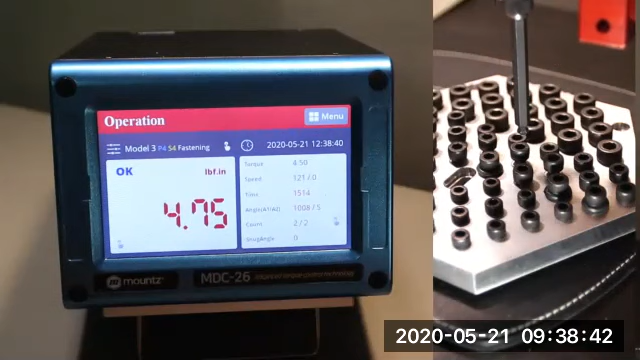 Operation
Menu
Model 3 P4 S4 Fastening
2020-05-21 12:38:40
OK
lbf.in
4.75
Torque 4.50
Speed 121 / 0
Time 1514
Angle(A1/A2) 1008 / 5
Count 2 / 2
SnugAngle 0
mountz
MDC-26
2020-05-21 09:38:42